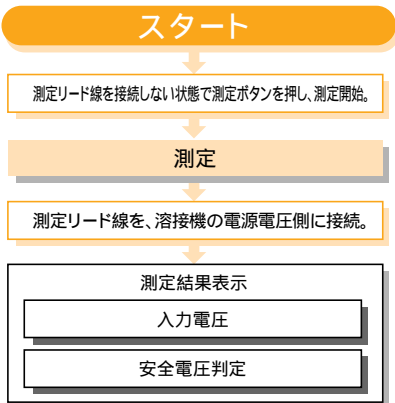 スタート
測定リード線を接続しない状態で測定ボタンを押し、測定開始。
測定
測定リード線を、溶接機の電源電圧側に接続。
測定結果表示
入力電圧
安全電圧判定